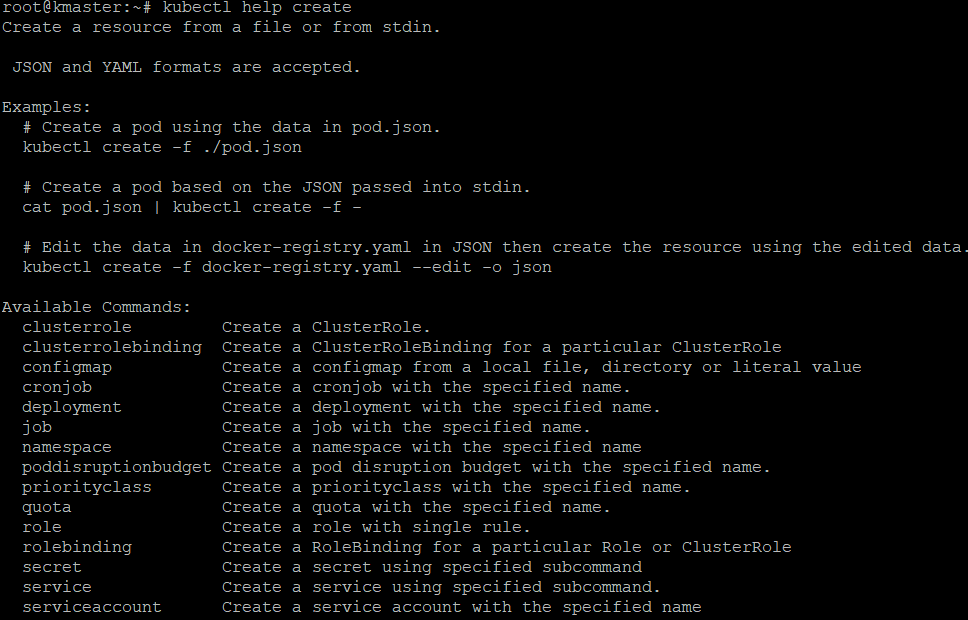 root@kmaster:~# kubectl help create
Create a resource from a file or from stdin.

 JSON and YAML formats are accepted.

Examples:
  # Create a pod using the data in pod.json.
  kubectl create -f ./pod.json

  # Create a pod based on the JSON passed into stdin.
  cat pod.json | kubectl create -f -

  # Edit the data in docker-registry.yaml in JSON then create the resource using the edited data.
  kubectl create -f docker-registry.yaml --edit -o json

Available Commands:
  clusterrole         Create a ClusterRole.
  clusterrolebinding  Create a ClusterRoleBinding for a particular ClusterRole
  configmap           Create a configmap from a local file, directory or literal value
  cronjob             Create a cronjob with the specified name.
  deployment          Create a deployment with the specified name.
  job                 Create a job with the specified name.
  namespace           Create a namespace with the specified name
  poddisruptionbudget Create a pod disruption budget with the specified name.
  priorityclass       Create a priorityclass with the specified name.
  quota               Create a quota with the specified name.
  role                Create a role with single rule.
  rolebinding         Create a RoleBinding for a particular Role or ClusterRole
  secret              Create a secret using specified subcommand
  service             Create a service using specified subcommand.
  serviceaccount      Create a service account with the specified name